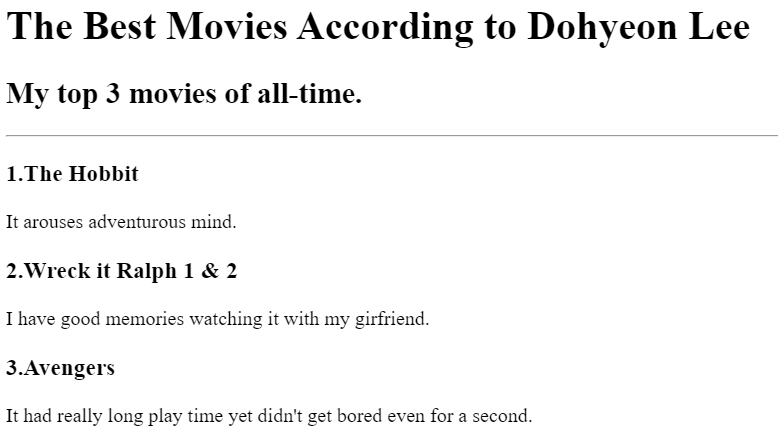 The Best Movies According to Dohyeon Lee
My top 3 movies of all-time.
1.The Hobbit
It arouses adventurous mind.
2.Wreck it Ralph 1 & 2
I have good memories watching it with my girfriend.
3.Avengers
It had really long play time yet didn't get bored even for a second.